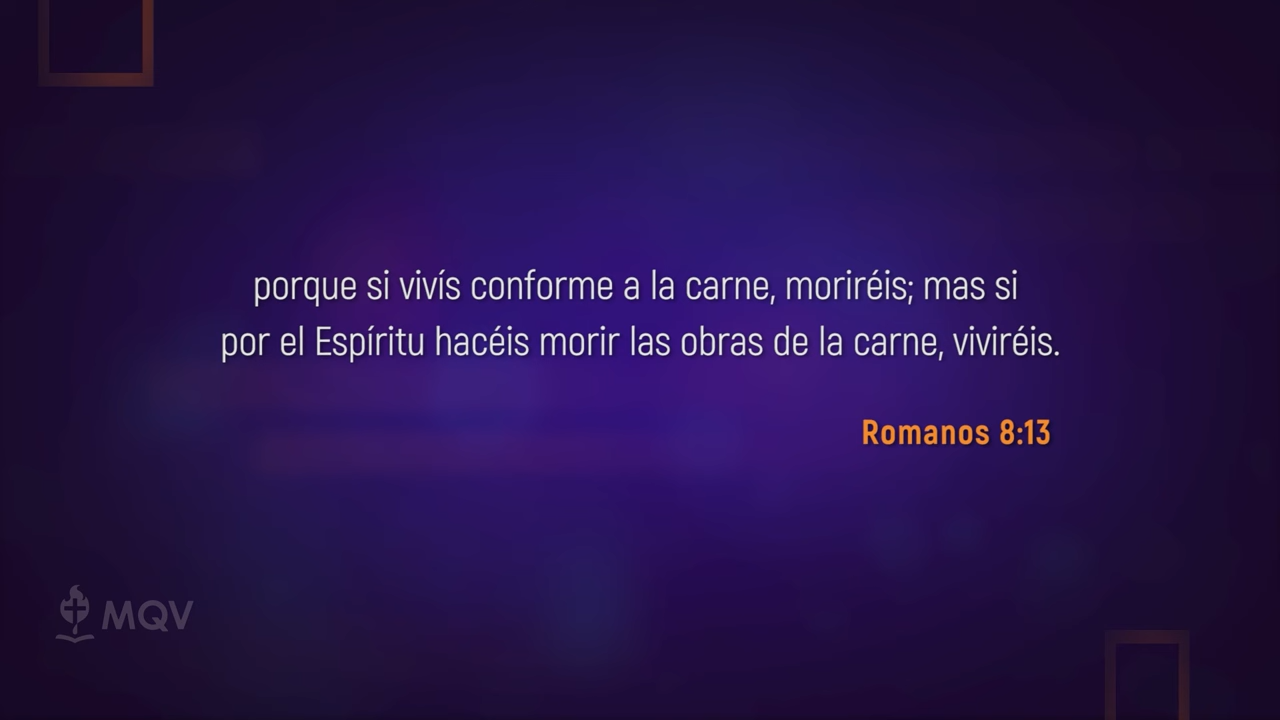 porque si vivís conforme a la carne, moriréis; mas si
por el Espíritu hacéis morir las obras de la carne, viviréis.
Romanos 8:13
MQV